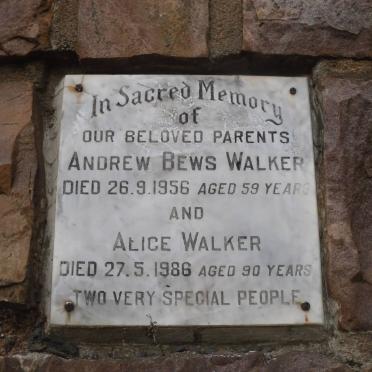 In Sacred Memory
of
OUR BELOVED PARENTS
ANDREW BEWS WALKER
DIED 26.9.1956 AGED 59 YEARS
AND
ALICE WALKER
DIED 27.5.1986 AGED 90 YEARS
TWO VERY SPECIAL PEOPLE